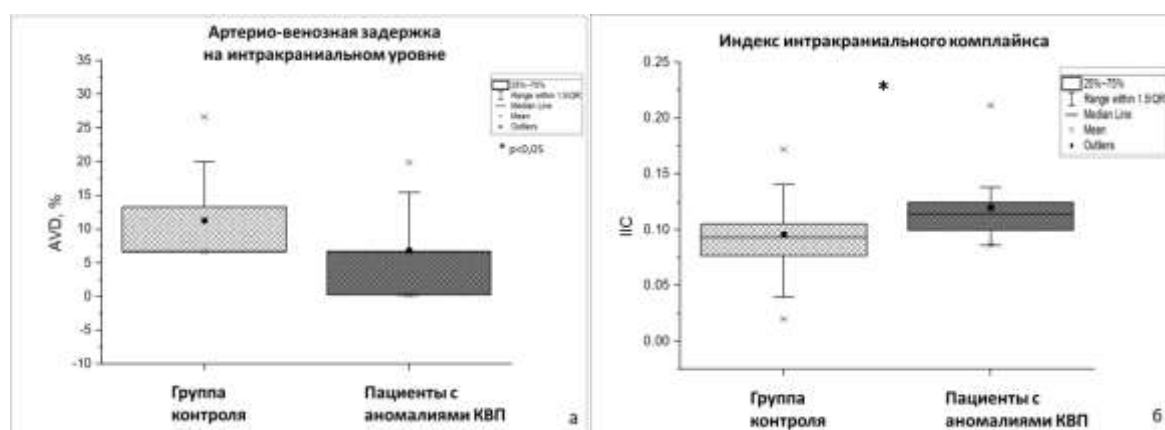 Артерио-венозная задержка
на интракраниальном уровне
35
30
25
20
15
10
5
0
-5
-10
AVD, %
25%~75%
Range within 1.5IQR
Median Line
Mean
Outliers
* p<0,05
Группа
контроля
Пациенты с
аномалиями КВП
а
Индекс интракраниального комплайнса
*
0.25
0.20
0.15
0.10
0.05
0.00
IIC
25%~75%
Range within 1.5IQR
Median Line
Mean
Outliers
Группа
контроля
Пациенты с
аномалиями КВП
б